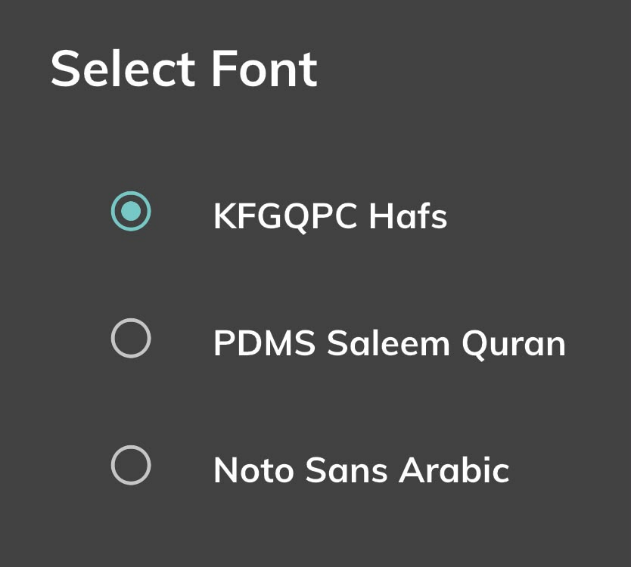 Select Font
KFGQPC Hafs
PDMS Saleem Quran
Noto Sans Arabic